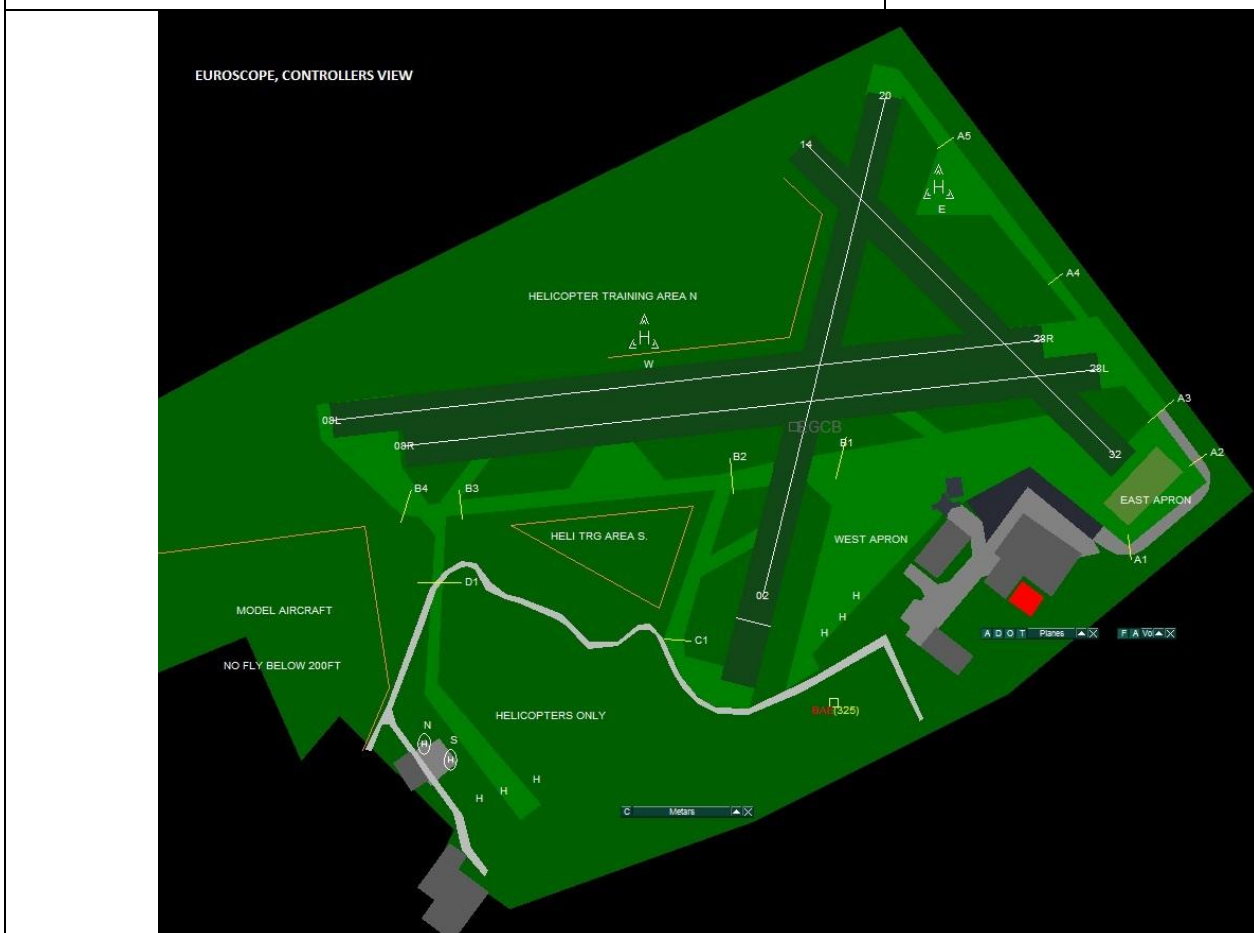 EUROSCOPE, CONTROLLERS VIEW
20
A5
14
H
E
A4
HELICOPTER TRAINING AREA N
H
W
28R
28L
A3
08L
08R
EGCB
B1
32
A2
B2
B4
B3
EAST APRON
HELI TRG AREA S.
WEST APRON
A1
D1
02
H
MODEL AIRCRAFT
H
H
C1
A D O T Planes
F A Vo
NO FLY BELOW 200FT
HELICOPTERS ONLY
(325)
N
H
S
H
H
H
H
C Metars